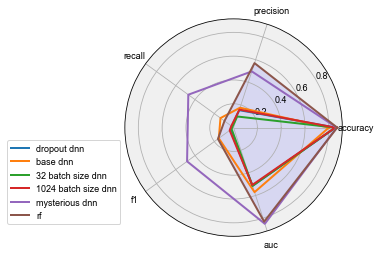 precision
recall
0.8
0.6
0.4
0.2
accuracy
dropout dnn
base dnn
32 batch size dnn
1024 batch size dnn
mysterious dnn
rf
f1
auc